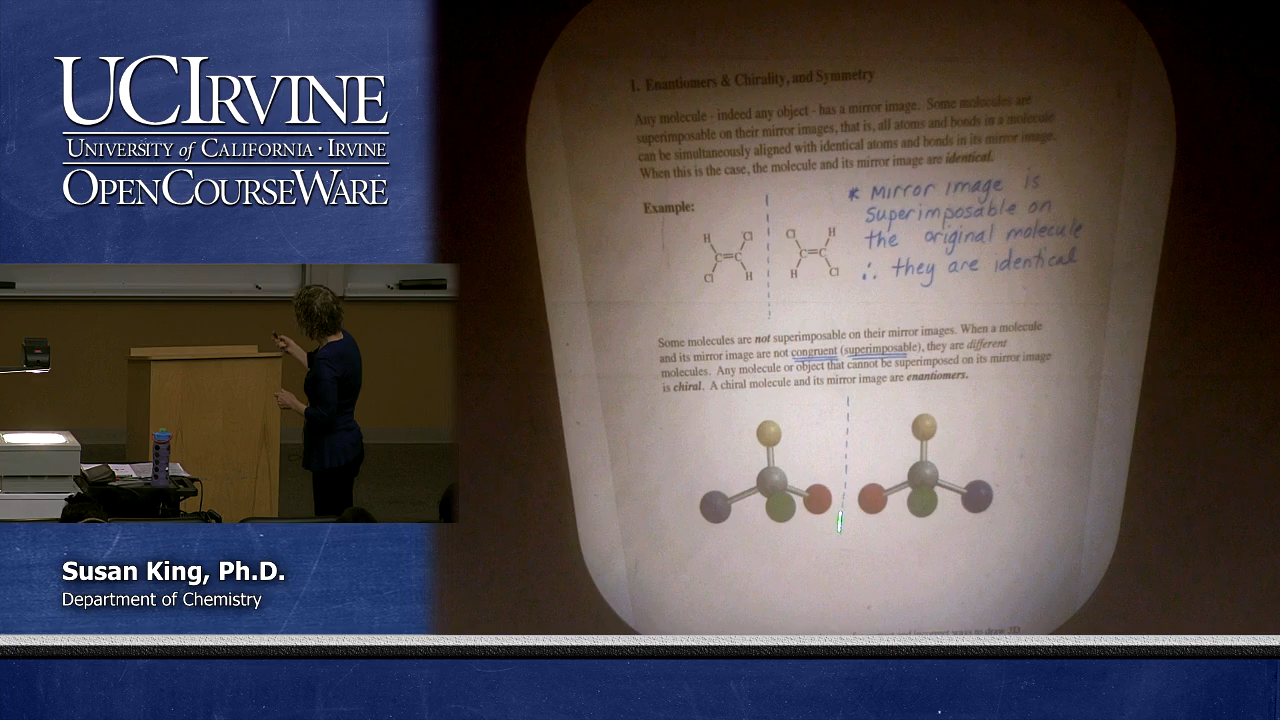 UCIRVINE
UNIVERSITY of CALIFORNIA · IRVINE
OPENCOURSEWARE
Susan King, Ph.D.
Department of Chemistry
1. Enantiomers & Chirality, and Symmetry
Any molecule - indeed any object - has a mirror image. Some molecules are
superimposable on their mirror images, that is, all atoms and bonds in a molecule
can be simultaneously aligned with identical atoms and bonds in its mirror image.
When this is the case, the molecule and its mirror image are identical.
Example:
H Cl Cl H
C=C C=C
Cl H H Cl
* Mirror image is
superimposable on
the original molecule
∴ they are identical
Some molecules are not superimposable on their mirror images. When a molecule
and its mirror image are not congruent (superimposable), they are different
molecules. Any molecule or object that cannot be superimposed on its mirror image
is chiral. A chiral molecule and its mirror image are enantiomers.